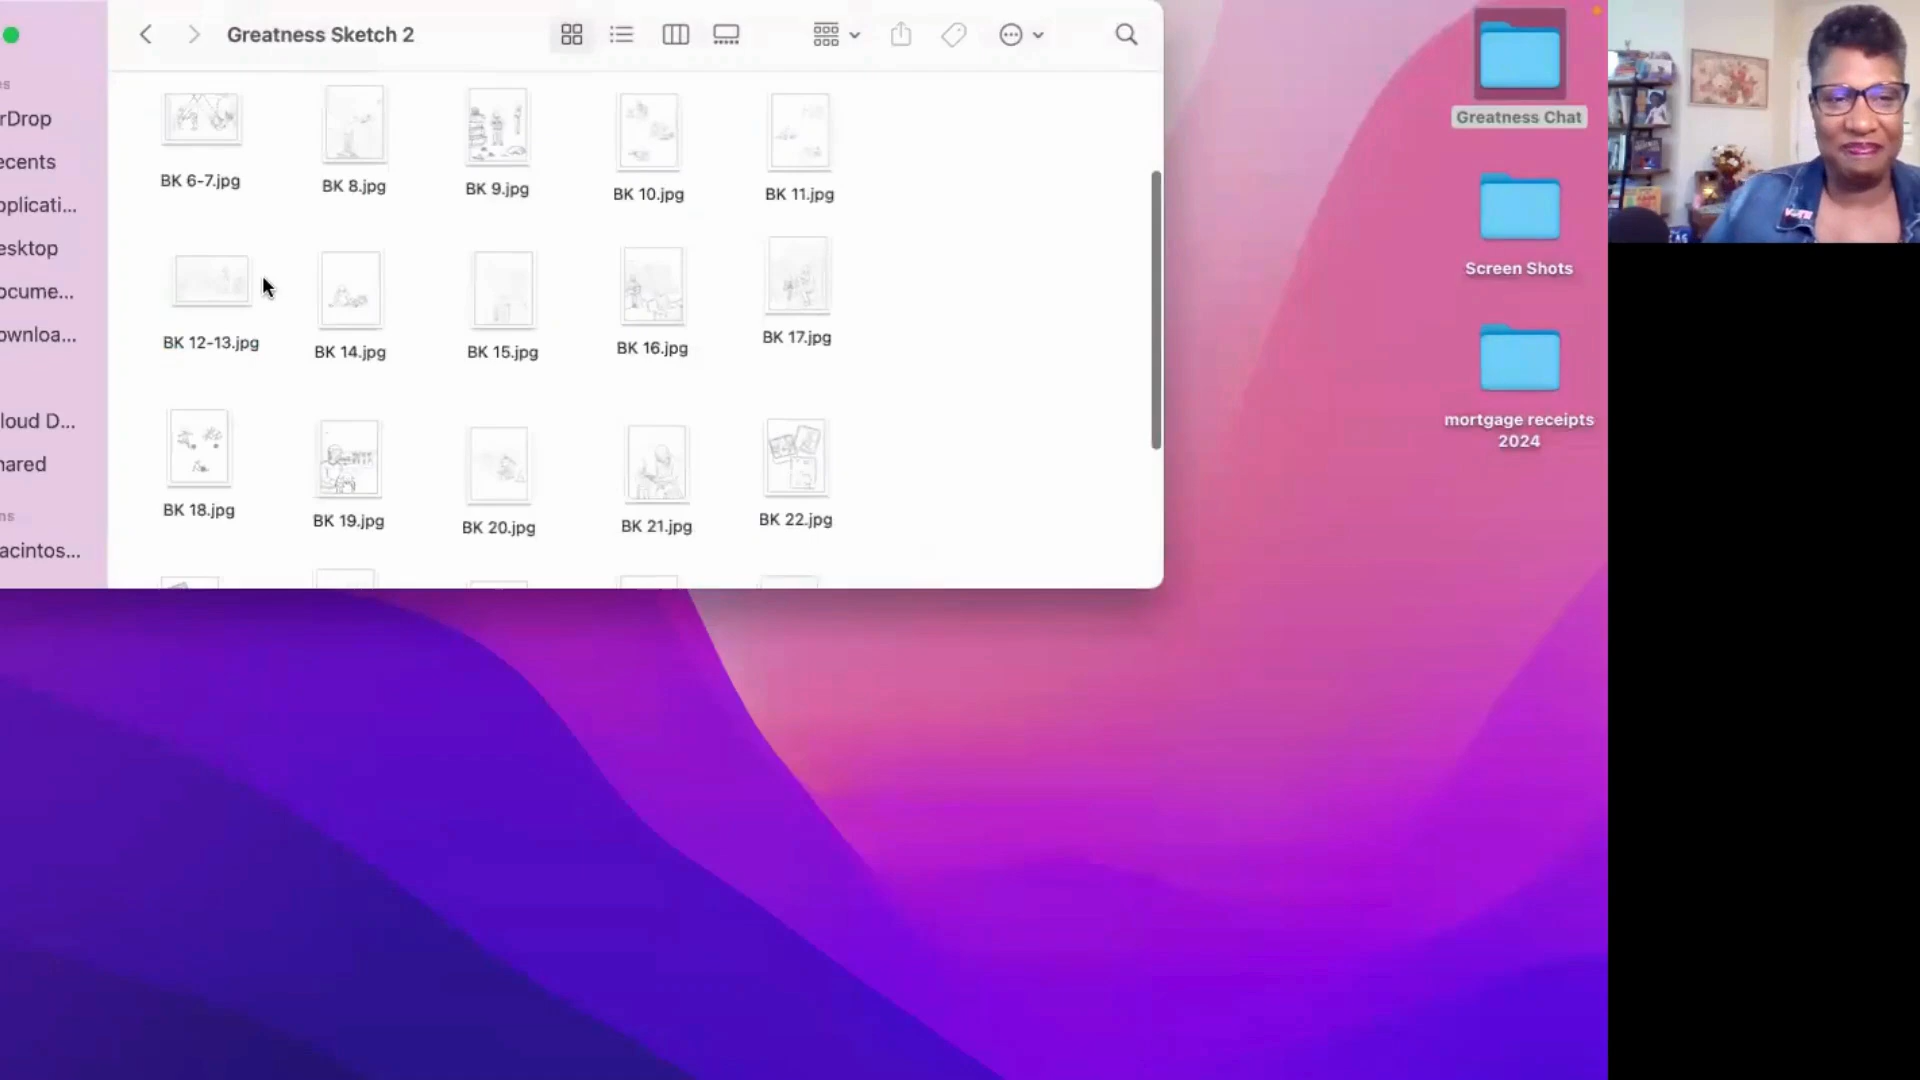 Greatness Sketch 2
es
rDrop
ecents
pplicati...
esktop
ocume...
ownloa...
loud D...
hared
ns
acintos...
BK 6-7.jpg
BK 8.jpg
BK 9.jpg
BK 10.jpg
BK 11.jpg
BK 12-13.jpg
BK 14.jpg
BK 15.jpg
BK 16.jpg
BK 17.jpg
BK 18.jpg
BK 19.jpg
BK 20.jpg
BK 21.jpg
BK 22.jpg
Greatness Chat
Screen Shots
mortgage receipts
2024